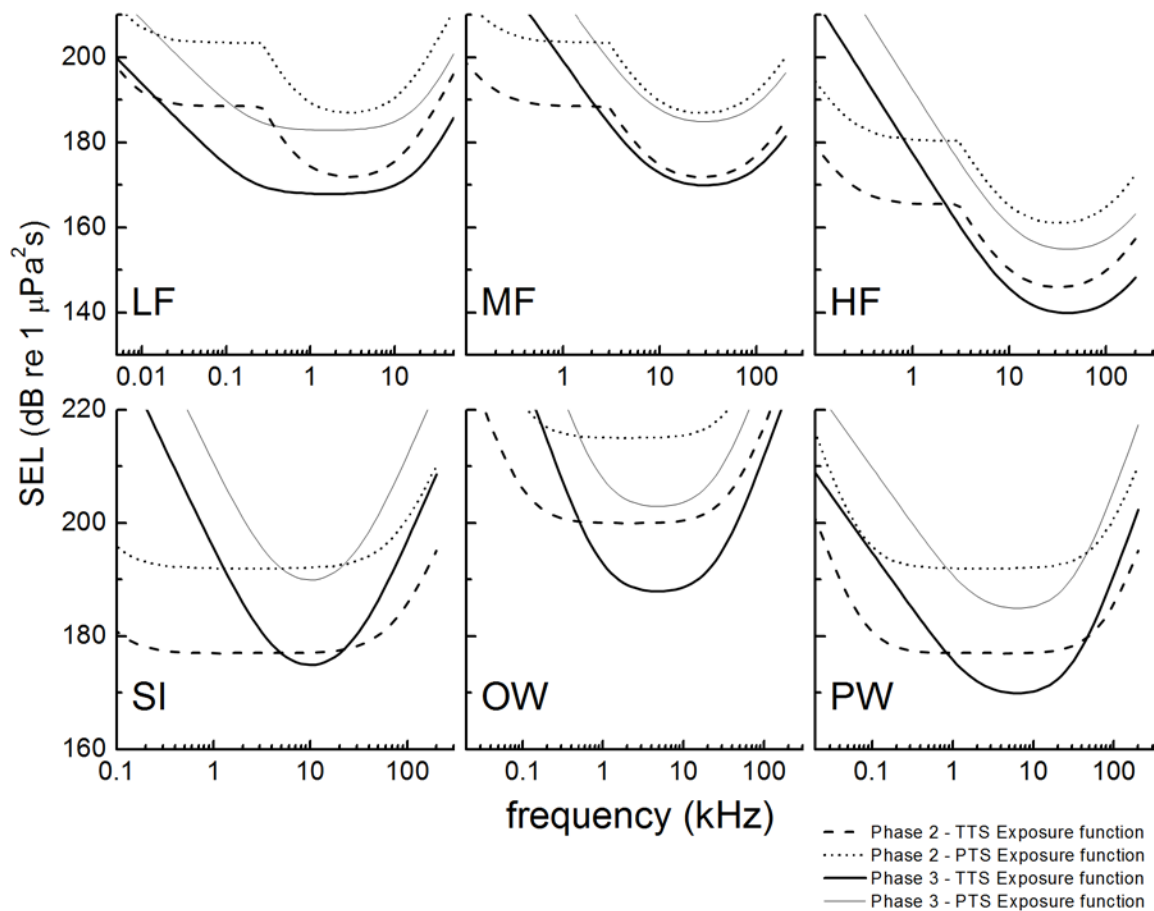 SEL (dB re 1 μPa²s)
200
180
160
140
LF
MF
HF
0.01 0.1 1 10
1 10 100
1 10 100
220
200
180
160
SI
OW
PW
0.1 1 10 100
0.1 1 10 100
0.1 1 10 100
frequency (kHz)
Phase 2 - TTS Exposure function
Phase 2 - PTS Exposure function
Phase 3 - TTS Exposure function
Phase 3 - PTS Exposure function